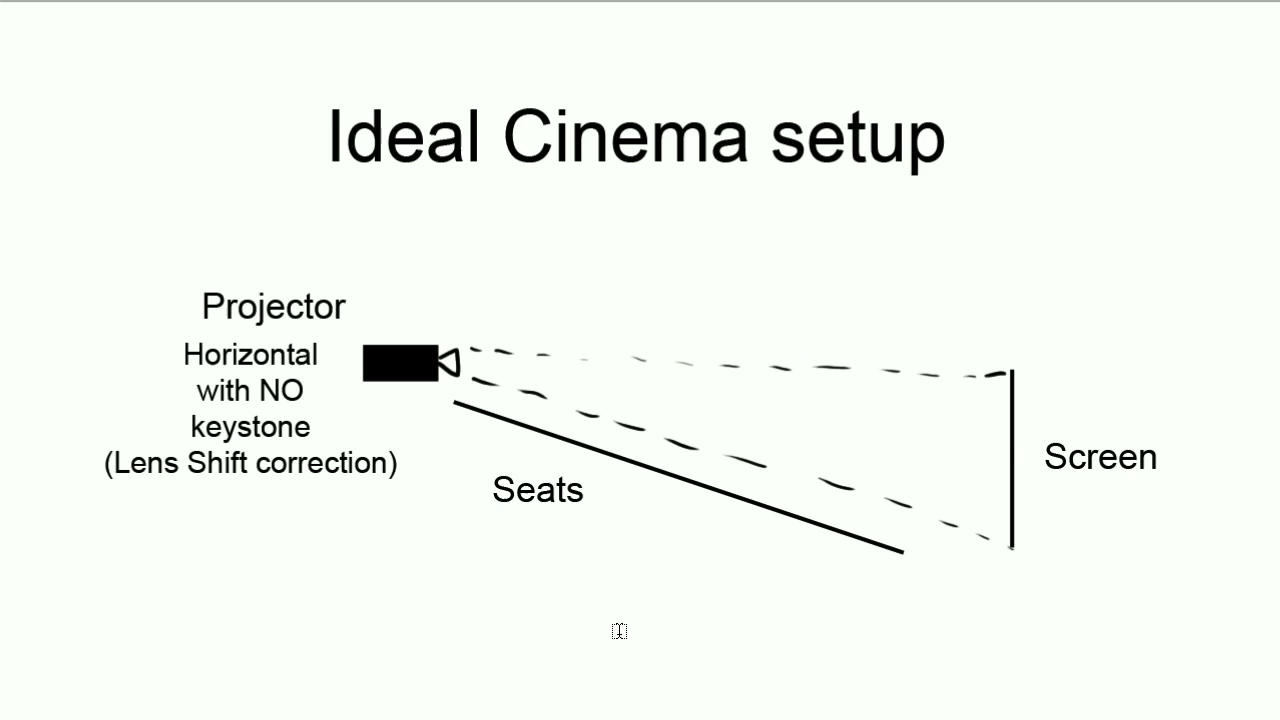 Ideal Cinema setup
Projector
Horizontal
with NO
keystone
(Lens Shift correction)
Seats
Screen